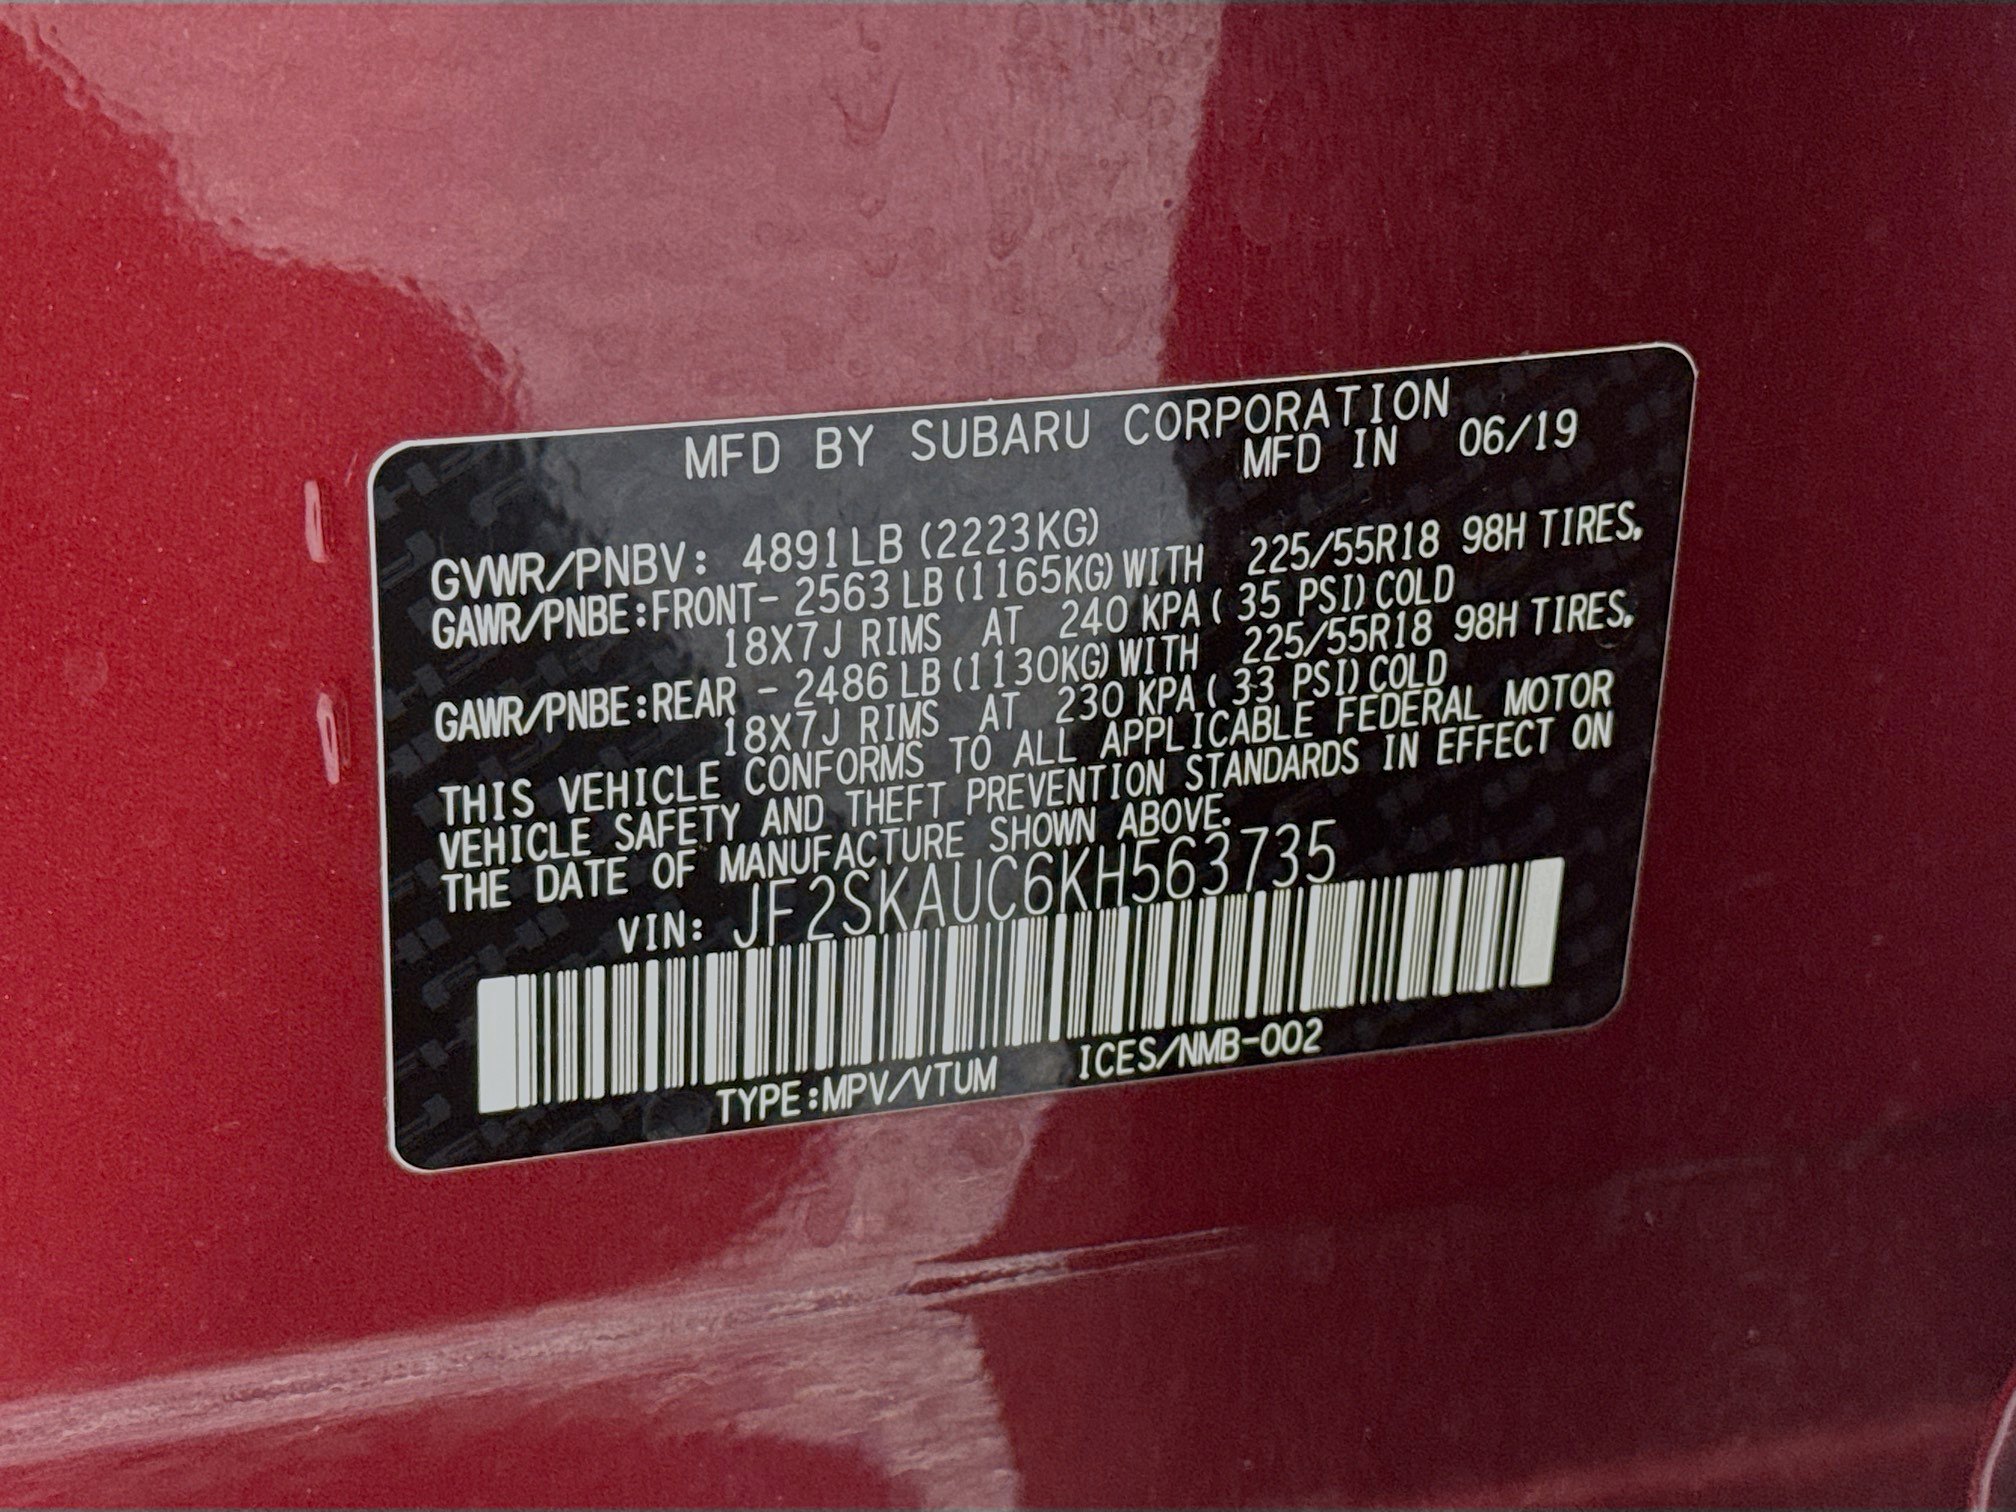 MFD BY SUBARU CORPORATION
MFD IN 06/19
GVWR/PNBV: 4891LB (2223KG)
GAWR/PNBE:FRONT- 2563 LB (1165KG) WITH 225/55R18 98H TIRES,
18X7J RIMS AT 240 KPA ( 35 PSI) COLD
GAWR/PNBE:REAR - 2486 LB (1130KG) WITH 225/55R18 98H TIRES,
18X7J RIMS AT 230 KPA ( 33 PSI) COLD
THIS VEHICLE CONFORMS TO ALL APPLICABLE FEDERAL MOTOR
VEHICLE SAFETY AND THEFT PREVENTION STANDARDS IN EFFECT ON
THE DATE OF MANUFACTURE SHOWN ABOVE.
VIN: JF2SKAUC6KH563735
TYPE:MPV/VTUM ICES/NMB-002